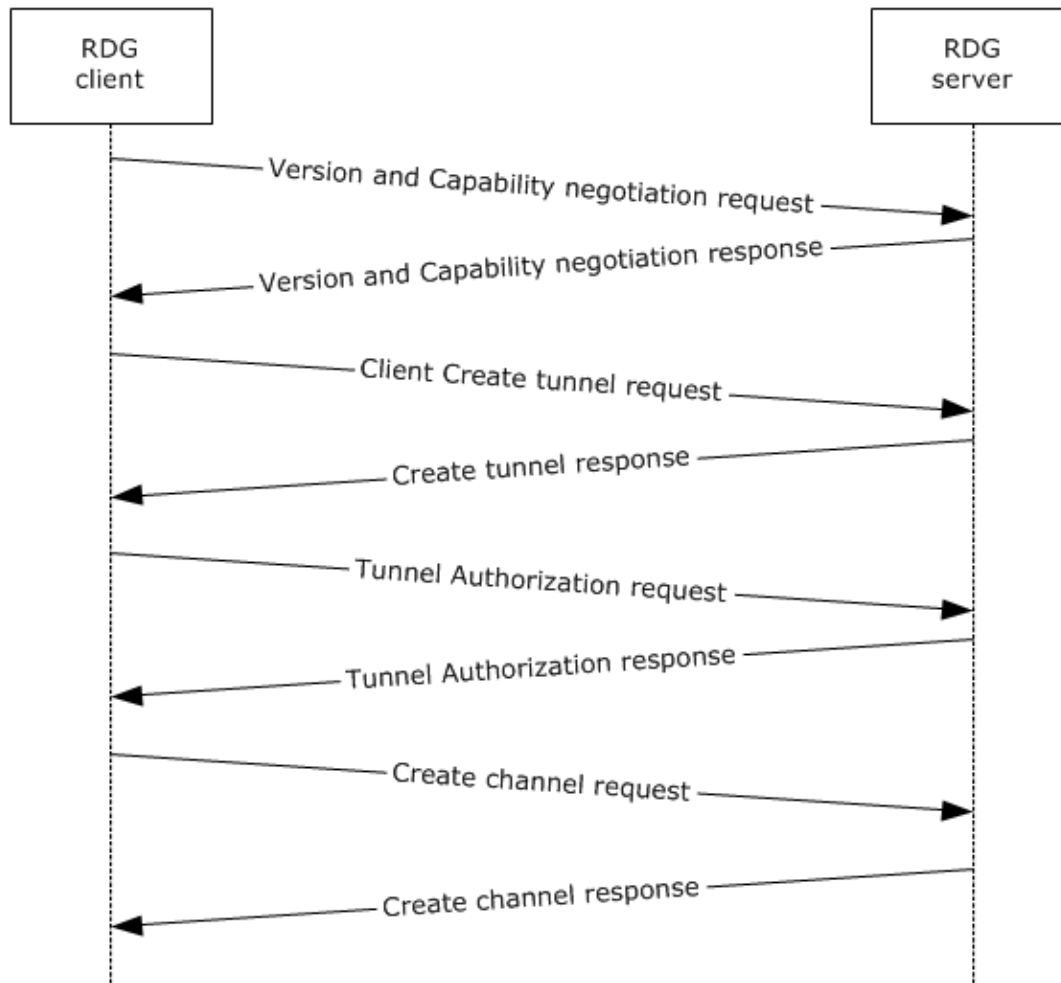 RDG
client
RDG
server
Version and Capability negotiation request
Version and Capability negotiation response
Client Create tunnel request
Create tunnel response
Tunnel Authorization request
Tunnel Authorization response
Create channel request
Create channel response